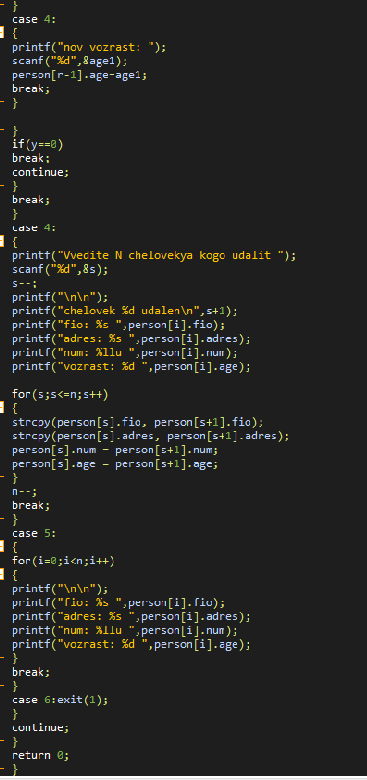 }
case 4:
{
printf("nov vozrast: ");
scanf("%d",&age1);
person[r-1].age=age1;
break;
}
}
if(y==0)
break;
continue;
}
break;
}
case 4:
{
printf("Vvedite N chelovekya kogo udalit ");
scanf("%d",&s);
s--;
printf("\n\n");
printf("chelovek %d udalen\n",s+1);
printf("fio: %s ",person[i].fio);
printf("adres: %s ",person[i].adres);
printf("num: %llu ",person[i].num);
printf("vozrast: %d ",person[i].age);
for(s;s<=n;s++)
{
strcpy(person[s].fio, person[s+1].fio);
strcpy(person[s].adres, person[s+1].adres);
person[s].num = person[s+1].num;
person[s].age = person[s+1].age;
}
n--;
break;
}
case 5:
{
for(i=0;i<n;i++)
{
printf("\n\n");
printf("fio: %s ",person[i].fio);
printf("adres: %s ",person[i].adres);
printf("num: %llu ",person[i].num);
printf("vozrast: %d ",person[i].age);
}
break;
}
case 6:exit(1);
}
continue;
}
return 0;
}